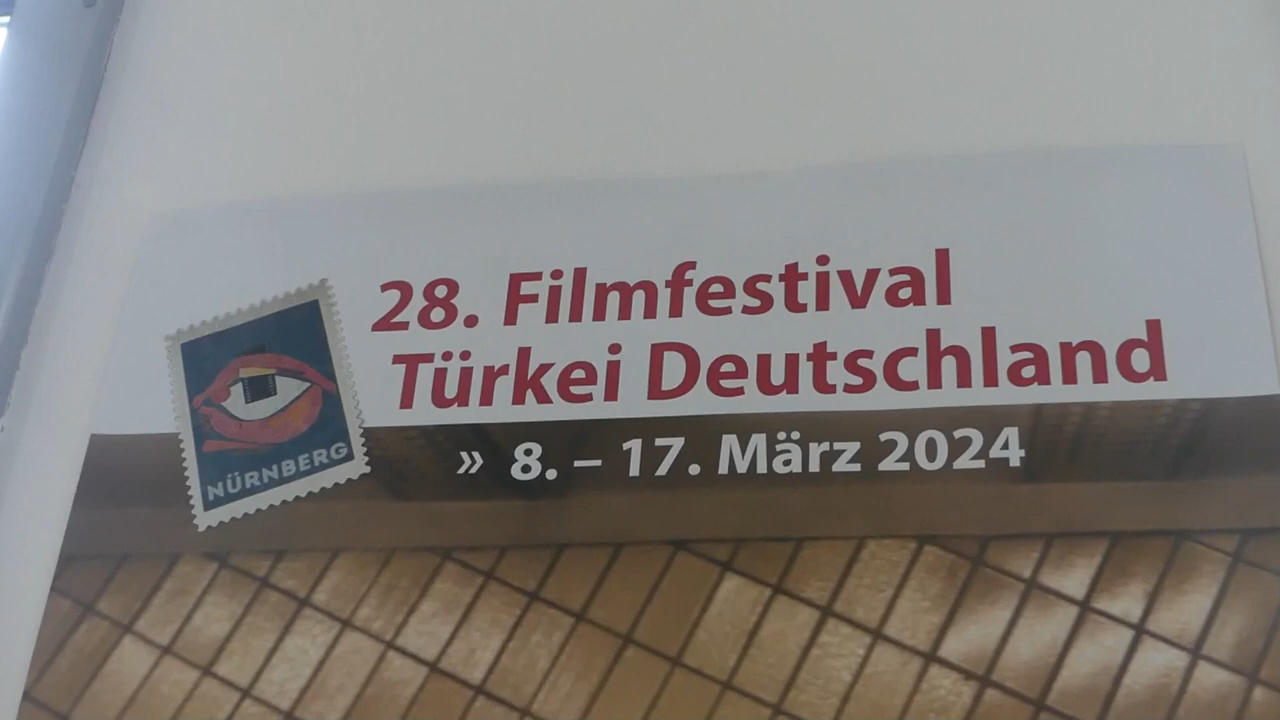 28. Filmfestival
Türkei Deutschland
» 8. – 17. März 2024
NÜRNBERG